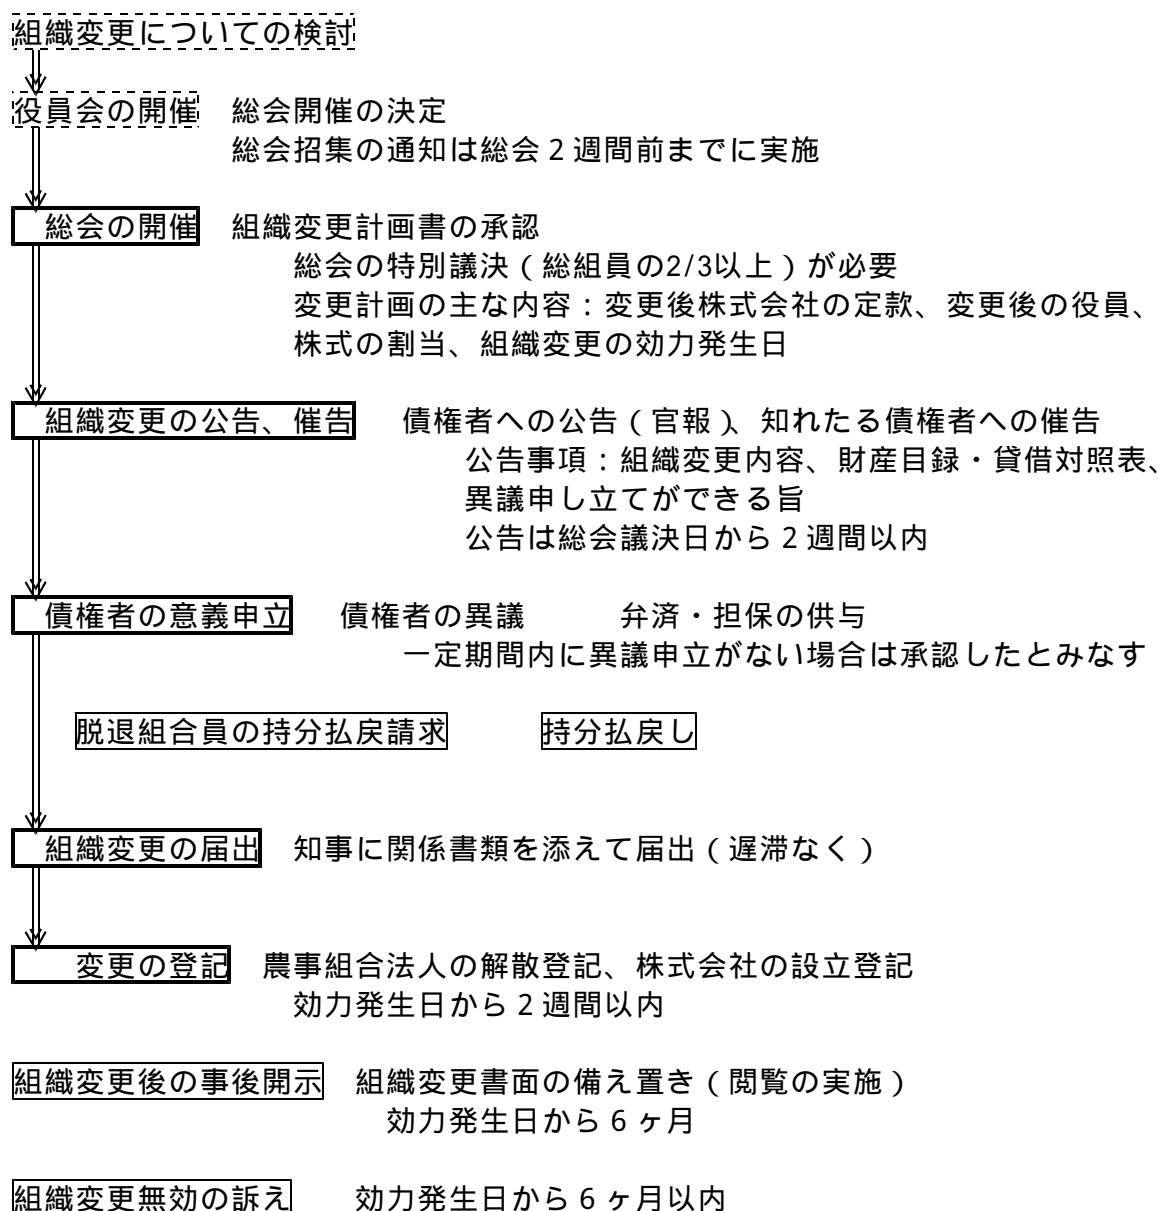 組織変更についての検討
役員会の開催　総会開催の決定
総会招集の通知は総会２週間前までに実施
総会の開催　組織変更計画書の承認
総会の特別議決（総組員の2/3以上）が必要
変更計画の主な内容：変更後株式会社の定款、変更後の役員、
株式の割当、組織変更の効力発生日
組織変更の公告、催告　債権者への公告（官報）、知れたる債権者への催告
公告事項：組織変更内容、財産目録・貸借対照表、
異議申し立てができる旨
公告は総会議決日から２週間以内
債権者の意義申立　債権者の異議　　　弁済・担保の供与
一定期間内に異議申立がない場合は承認したとみなす
脱退組合員の持分払戻請求　　　持分払戻し
組織変更の届出　知事に関係書類を添えて届出（遅滞なく）
変更の登記　農事組合法人の解散登記、株式会社の設立登記
効力発生日から２週間以内
組織変更後の事後開示　組織変更書面の備え置き（閲覧の実施）
効力発生日から６ヶ月
組織変更無効の訴え　　効力発生日から６ヶ月以内